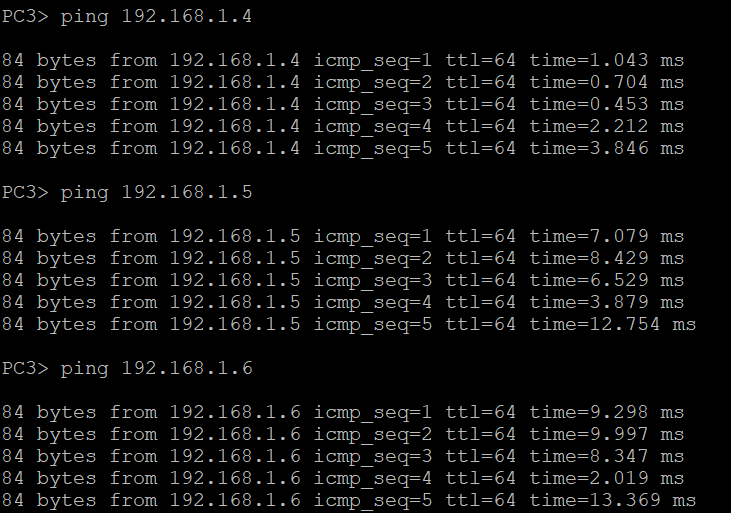 PC3> ping 192.168.1.4
84 bytes from 192.168.1.4 icmp_seq=1 ttl=64 time=1.043 ms
84 bytes from 192.168.1.4 icmp_seq=2 ttl=64 time=0.704 ms
84 bytes from 192.168.1.4 icmp_seq=3 ttl=64 time=0.453 ms
84 bytes from 192.168.1.4 icmp_seq=4 ttl=64 time=2.212 ms
84 bytes from 192.168.1.4 icmp_seq=5 ttl=64 time=3.846 ms
PC3> ping 192.168.1.5
84 bytes from 192.168.1.5 icmp_seq=1 ttl=64 time=7.079 ms
84 bytes from 192.168.1.5 icmp_seq=2 ttl=64 time=8.429 ms
84 bytes from 192.168.1.5 icmp_seq=3 ttl=64 time=6.529 ms
84 bytes from 192.168.1.5 icmp_seq=4 ttl=64 time=3.879 ms
84 bytes from 192.168.1.5 icmp_seq=5 ttl=64 time=12.754 ms
PC3> ping 192.168.1.6
84 bytes from 192.168.1.6 icmp_seq=1 ttl=64 time=9.298 ms
84 bytes from 192.168.1.6 icmp_seq=2 ttl=64 time=9.997 ms
84 bytes from 192.168.1.6 icmp_seq=3 ttl=64 time=8.347 ms
84 bytes from 192.168.1.6 icmp_seq=4 ttl=64 time=2.019 ms
84 bytes from 192.168.1.6 icmp_seq=5 ttl=64 time=13.369 ms